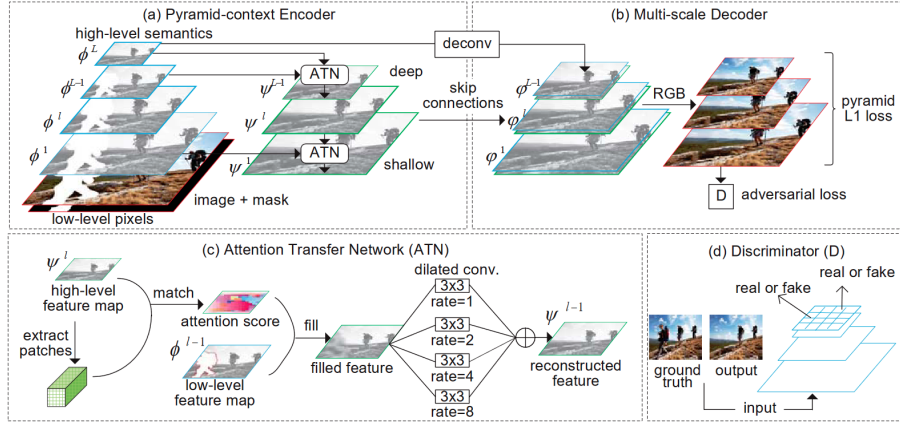 (a) Pyramid-context Encoder
high-level semantics
ϕ^L
ϕ^{L-1}
ϕ^l
ϕ^1
ATN
deep
ψ^{L-1}
ψ^l
ATN
ψ^1
shallow
image + mask
low-level pixels
deconv
skip
connections
(b) Multi-scale Decoder
φ^{L-1}
φ^l
φ^1
RGB
pyramid
L1 loss
D
adversarial loss
(c) Attention Transfer Network (ATN)
ψ^l
high-level
feature map
extract
patches
match
attention score
ϕ^{l-1}
low-level
feature map
fill
filled feature
dilated conv.
3x3
rate=1
3x3
rate=2
3x3
rate=4
3x3
rate=8
ψ^{l-1}
reconstructed
feature
(d) Discriminator (D)
real or fake
real or fake
ground
truth
output
input